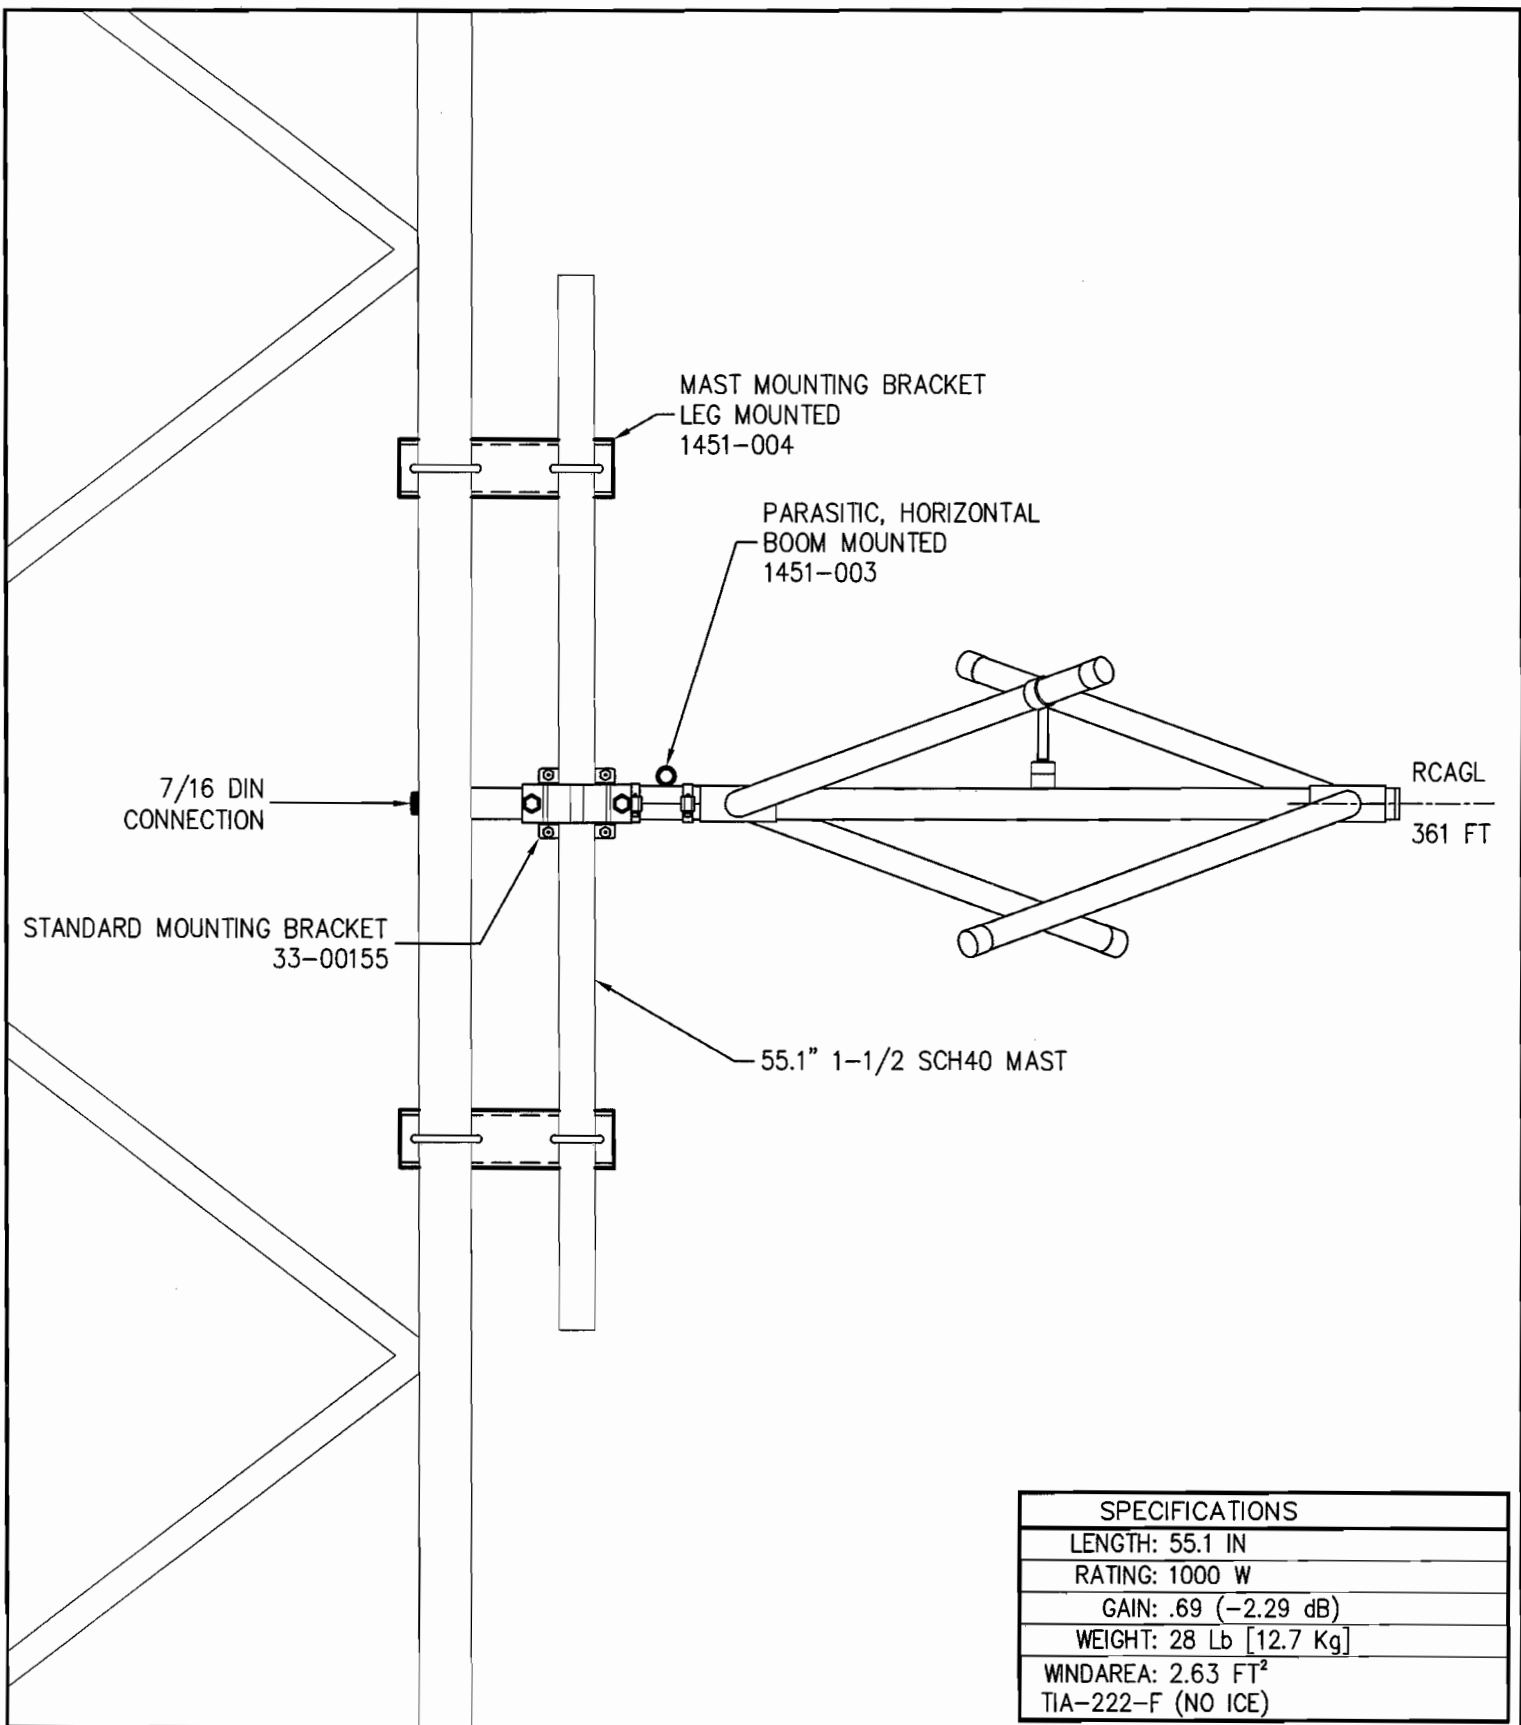 MAST MOUNTING BRACKET
LEG MOUNTED
1451-004
PARASITIC, HORIZONTAL
BOOM MOUNTED
1451-003
7/16 DIN
CONNECTION
RCAGL
361 FT
STANDARD MOUNTING BRACKET
33-00155
55.1" 1-1/2 SCH40 MAST
SPECIFICATIONS
LENGTH: 55.1 IN
RATING: 1000 W
GAIN: .69 (-2.29 dB)
WEIGHT: 28 Lb [12.7 Kg]
WINDAREA: 2.63 FT²
TIA-222-F (NO ICE)